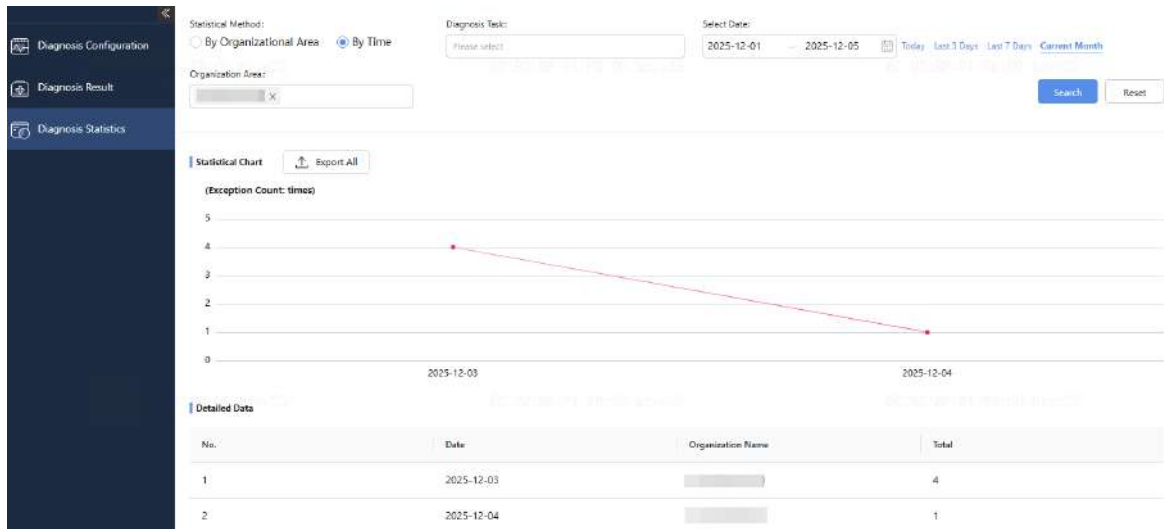 Statistical Method:
By Organizational Area
By Time
Diagnosis Task:
Please select
Select Date:
2025-12-01 - 2025-12-05
Today Last 3 Days Last 7 Days Current Month
Organization Area:
×
Search
Reset
Diagnosis Configuration
Diagnosis Result
Diagnosis Statistics
Statistical Chart
Export All
(Exception Count: times)
5
4
3
2
1
0
2025-12-03 2025-12-04
Detailed Data
No. Date Organization Name Total
1 2025-12-03 4
2 2025-12-04 1